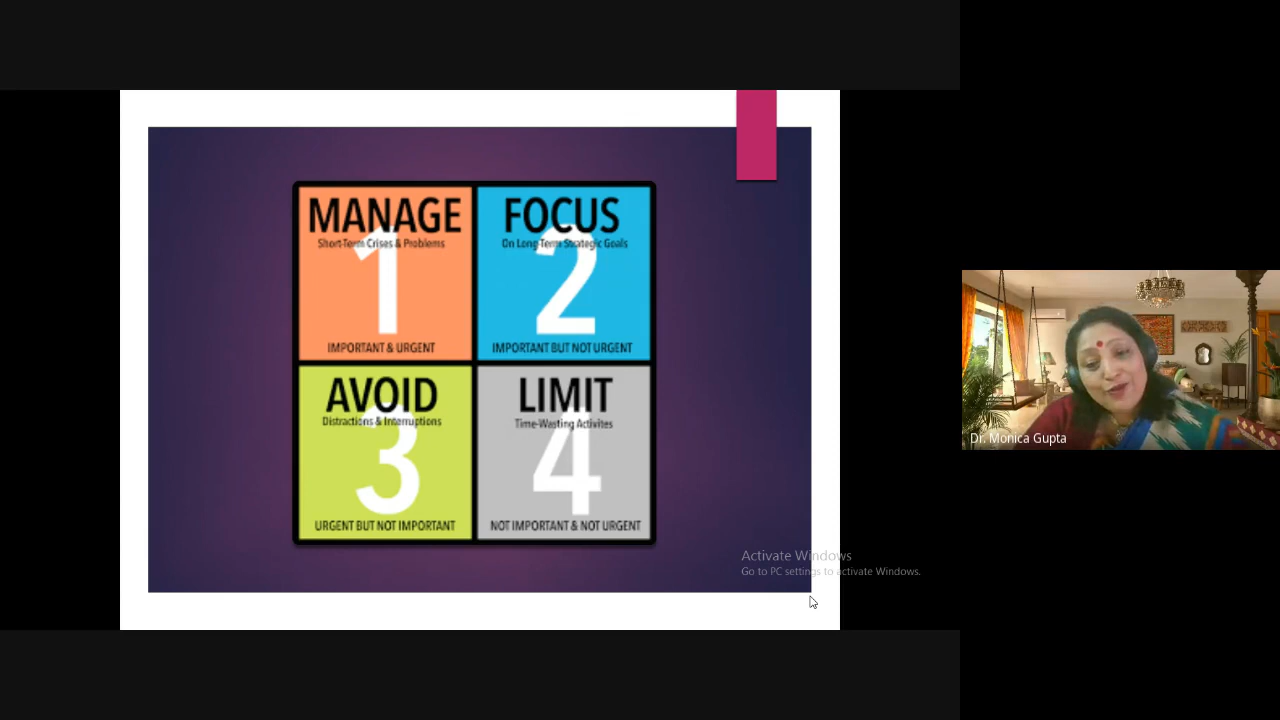 MANAGE
Short-Term Crises & Problems
1
IMPORTANT & URGENT
FOCUS
On Long-Term Strategic Goals
2
IMPORTANT BUT NOT URGENT
AVOID
Distractions & Interruptions
3
URGENT BUT NOT IMPORTANT
LIMIT
Time-Wasting Activites
4
NOT IMPORTANT & NOT URGENT
Activate Windows
Go to PC settings to activate Windows.
Dr. Monica Gupta